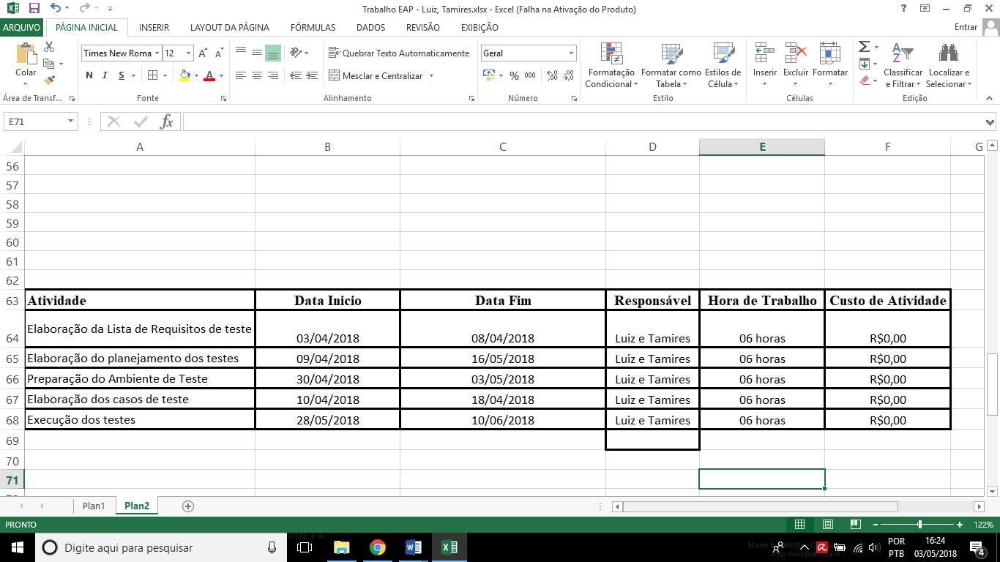 Trabalho EAP - Luiz, Tamires.xlsx - Excel (Falha na Ativação do Produto)
ARQUIVO PÁGINA INICIAL INSERIR LAYOUT DA PÁGINA FÓRMULAS DADOS REVISÃO EXIBIÇÃO Entrar
Colar
Times New Roma 12
Quebrar Texto Automaticamente
Geral
N I S
Mesclar e Centralizar
% 000
Formatação Condicional
Formatar como Tabela
Estilos de Célula
Inserir Excluir Formatar
Classificar e Filtrar
Localizar e Selecionar
Área de Transf... Fonte Alinhamento Número Estilo Células Edição
E71 fx
A B C D E F G
56
57
58
59
60
61
62
63 Atividade Data Inicio Data Fim Responsável Hora de Trabalho Custo de Atividade
64 Elaboração da Lista de Requisitos de teste 03/04/2018 08/04/2018 Luiz e Tamires 06 horas R$0,00
65 Elaboração do planejamento dos testes 09/04/2018 16/05/2018 Luiz e Tamires 06 horas R$0,00
66 Preparação do Ambiente de Teste 30/04/2018 03/05/2018 Luiz e Tamires 06 horas R$0,00
67 Elaboração dos casos de teste 10/04/2018 18/04/2018 Luiz e Tamires 06 horas R$0,00
68 Execução dos testes 28/05/2018 10/06/2018 Luiz e Tamires 06 horas R$0,00
69
70
71
Plan1 Plan2
PRONTO 122%
CTRL + A
Digite aqui para pesquisar
POR 16:24
PTB 03/05/2018 4